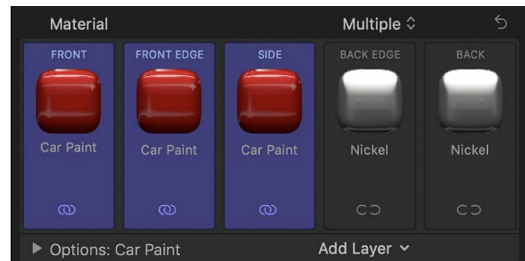 Material Multiple
FRONT FRONT EDGE SIDE BACK EDGE BACK
Car Paint Car Paint Car Paint Nickel Nickel
Options: Car Paint Add Layer